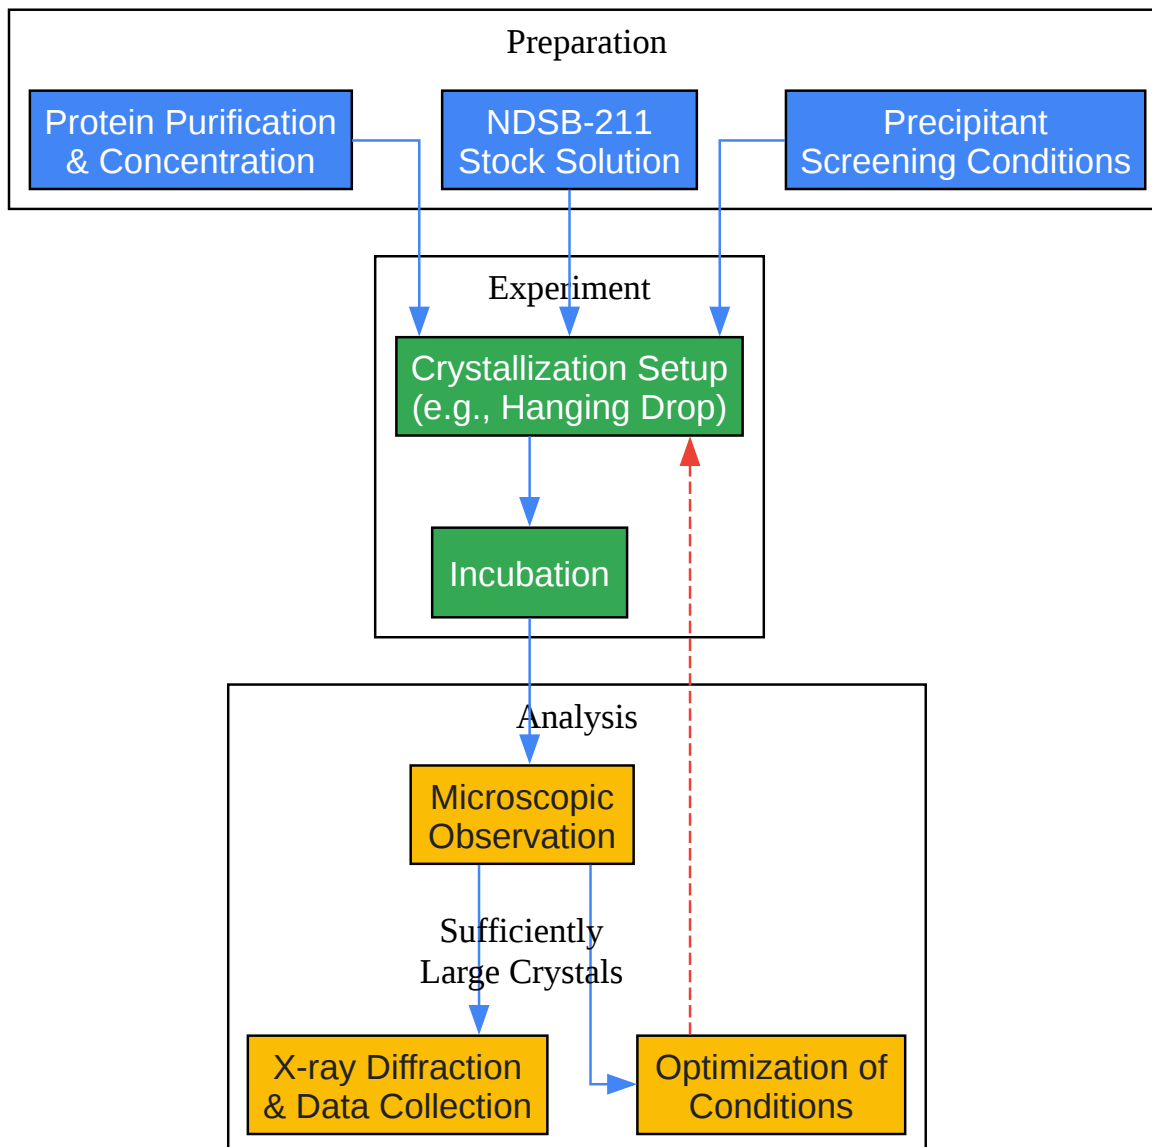 Preparation
Protein Purification
& Concentration
NDSB-211
Stock Solution
Precipitant
Screening Conditions
Experiment
Crystallization Setup
(e.g., Hanging Drop)
Incubation
Analysis
Microscopic
Observation
Sufficiently
Large Crystals
X-ray Diffraction
& Data Collection
Optimization of
Conditions